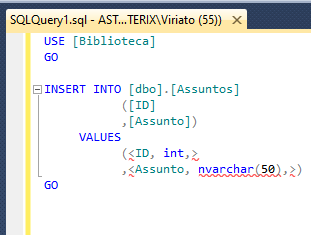 SQLQuery1.sql - AST...TERIX\Viriato (55))
USE [Biblioteca]
GO
INSERT INTO [dbo].[Assuntos]
([ID]
,[Assunto])
VALUES
(<ID, int,>
,<Assunto, nvarchar(50),>)
GO